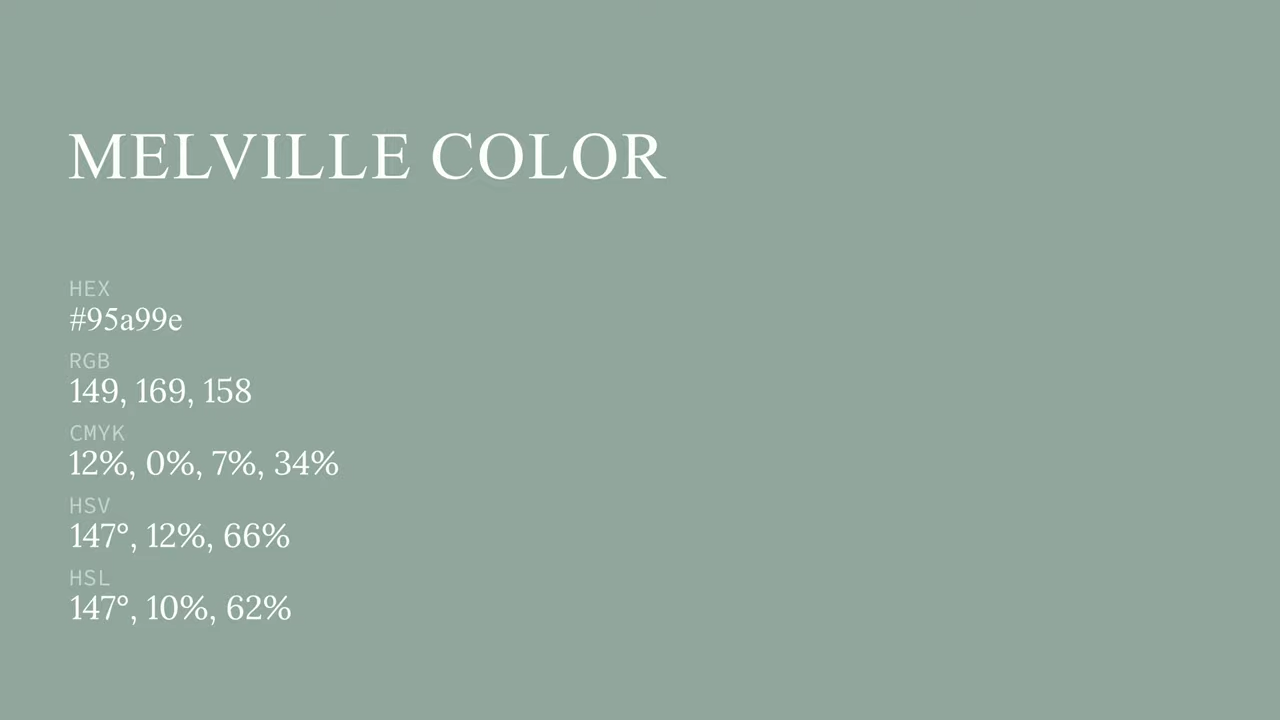 MELVILLE COLOR
HEX
#95a99e
RGB
149, 169, 158
CMYK
12%, 0%, 7%, 34%
HSV
147°, 12%, 66%
HSL
147°, 10%, 62%